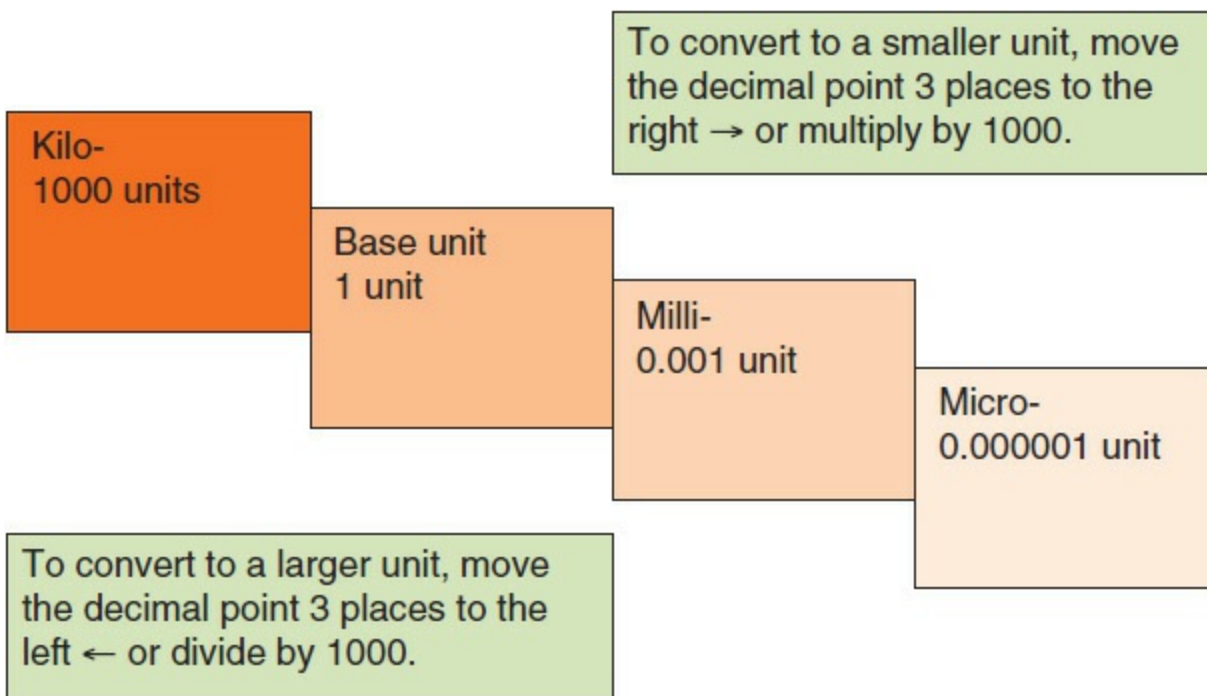 To convert to a smaller unit, move
the decimal point 3 places to the
right → or multiply by 1000.
Kilo-
1000 units
Base unit
1 unit
Milli-
0.001 unit
Micro-
0.000001 unit
To convert to a larger unit, move
the decimal point 3 places to the
left ← or divide by 1000.